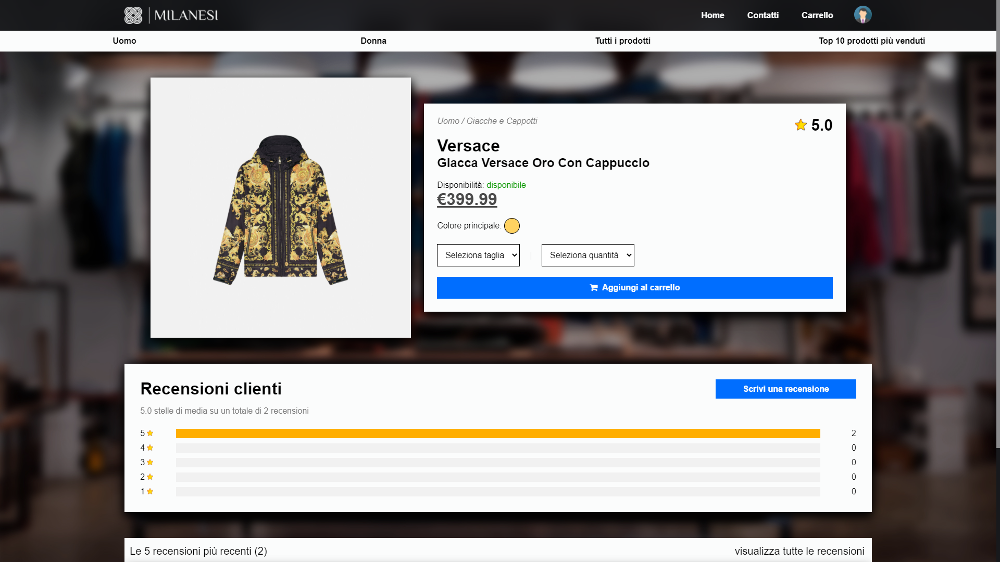 MILANESI
Home
Contatti
Carrello
Uomo
Donna
Tutti i prodotti
Top 10 prodotti più venduti
Uomo / Giacche e Cappotti
5.0
Versace
Giacca Versace Oro Con Cappuccio
Disponibilità: disponibile
€399.99
Colore principale:
Seleziona taglia
|
Seleziona quantità
Aggiungi al carrello
Recensioni clienti
Scrivi una recensione
5.0 stelle di media su un totale di 2 recensioni
5 2
4 0
3 0
2 0
1 0
Le 5 recensioni più recenti (2)
visualizza tutte le recensioni